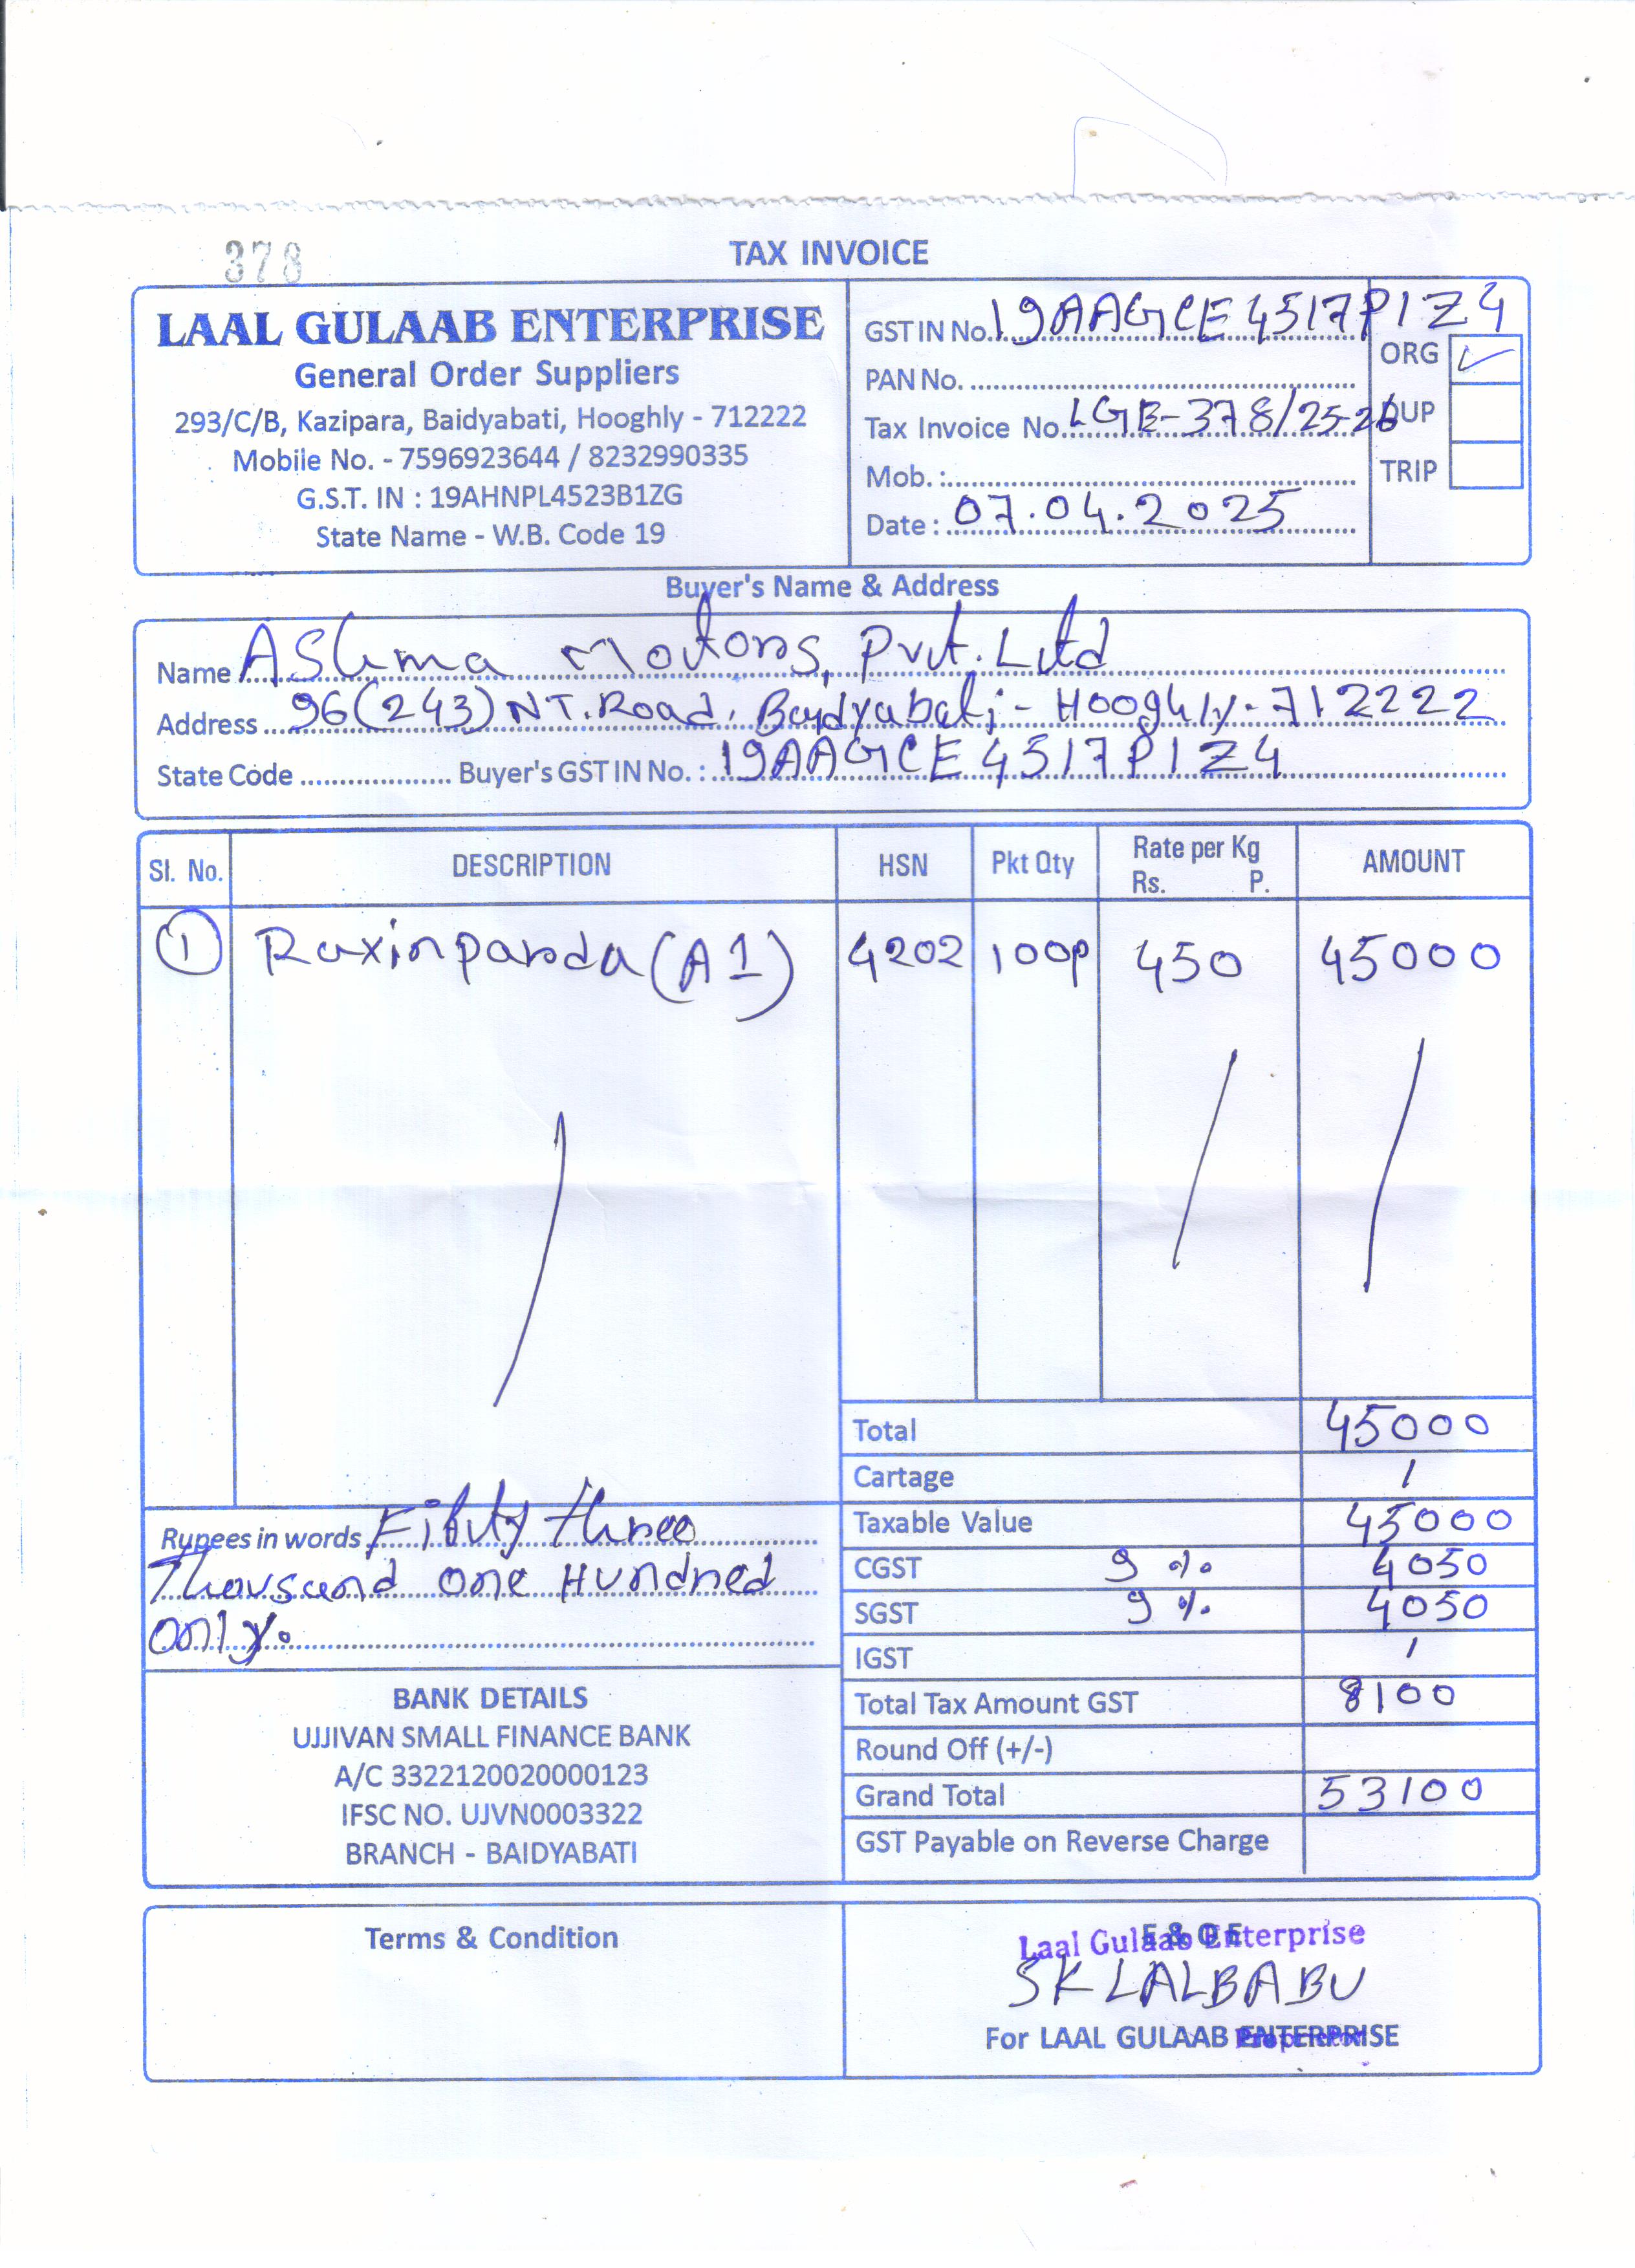 378
TAX INVOICE
LAAL GULAAB ENTERPRISE
General Order Suppliers
293/C/B, Kazipara, Baidyabati, Hooghly - 712222
Mobile No. - 7596923644 / 8232990335
G.S.T. IN : 19AHNPL4523B1ZG
State Name - W.B. Code 19
GST IN No. 19AAGCE4517P1Z4
PAN No.
Tax Invoice No. LGE-378/25-26
Mob. :
Date : 07.04.2025
ORG ✓
DUP
TRIP
Buyer's Name & Address
Name Ashma Motors, Pvt. Ltd
Address 96(243) N.T. Road, Baidyabati - Hooghly - 712222
State Code Buyer's GST IN No. : 19AAGCE4517P1Z4
Sl. No. DESCRIPTION HSN Pkt Qty Rate per Kg Rs. P. AMOUNT
1 Raxinparda (A1) 4202 100p 450 45000
Total 45000
Cartage /
Taxable Value 45000
CGST 9 % 4050
SGST 9 % 4050
IGST /
Total Tax Amount GST 8100
Round Off (+/-)
Grand Total 53100
GST Payable on Reverse Charge
Rupees in words Fifty three
Thousand one Hundred
only.
BANK DETAILS
UJJIVAN SMALL FINANCE BANK
A/C 3322120020000123
IFSC NO. UJVN0003322
BRANCH - BAIDYABATI
Terms & Condition
E & O E
Laal Gulaab Enterprise
SK LALBABU
For LAAL GULAAB ENTERPRISE
Proprietor